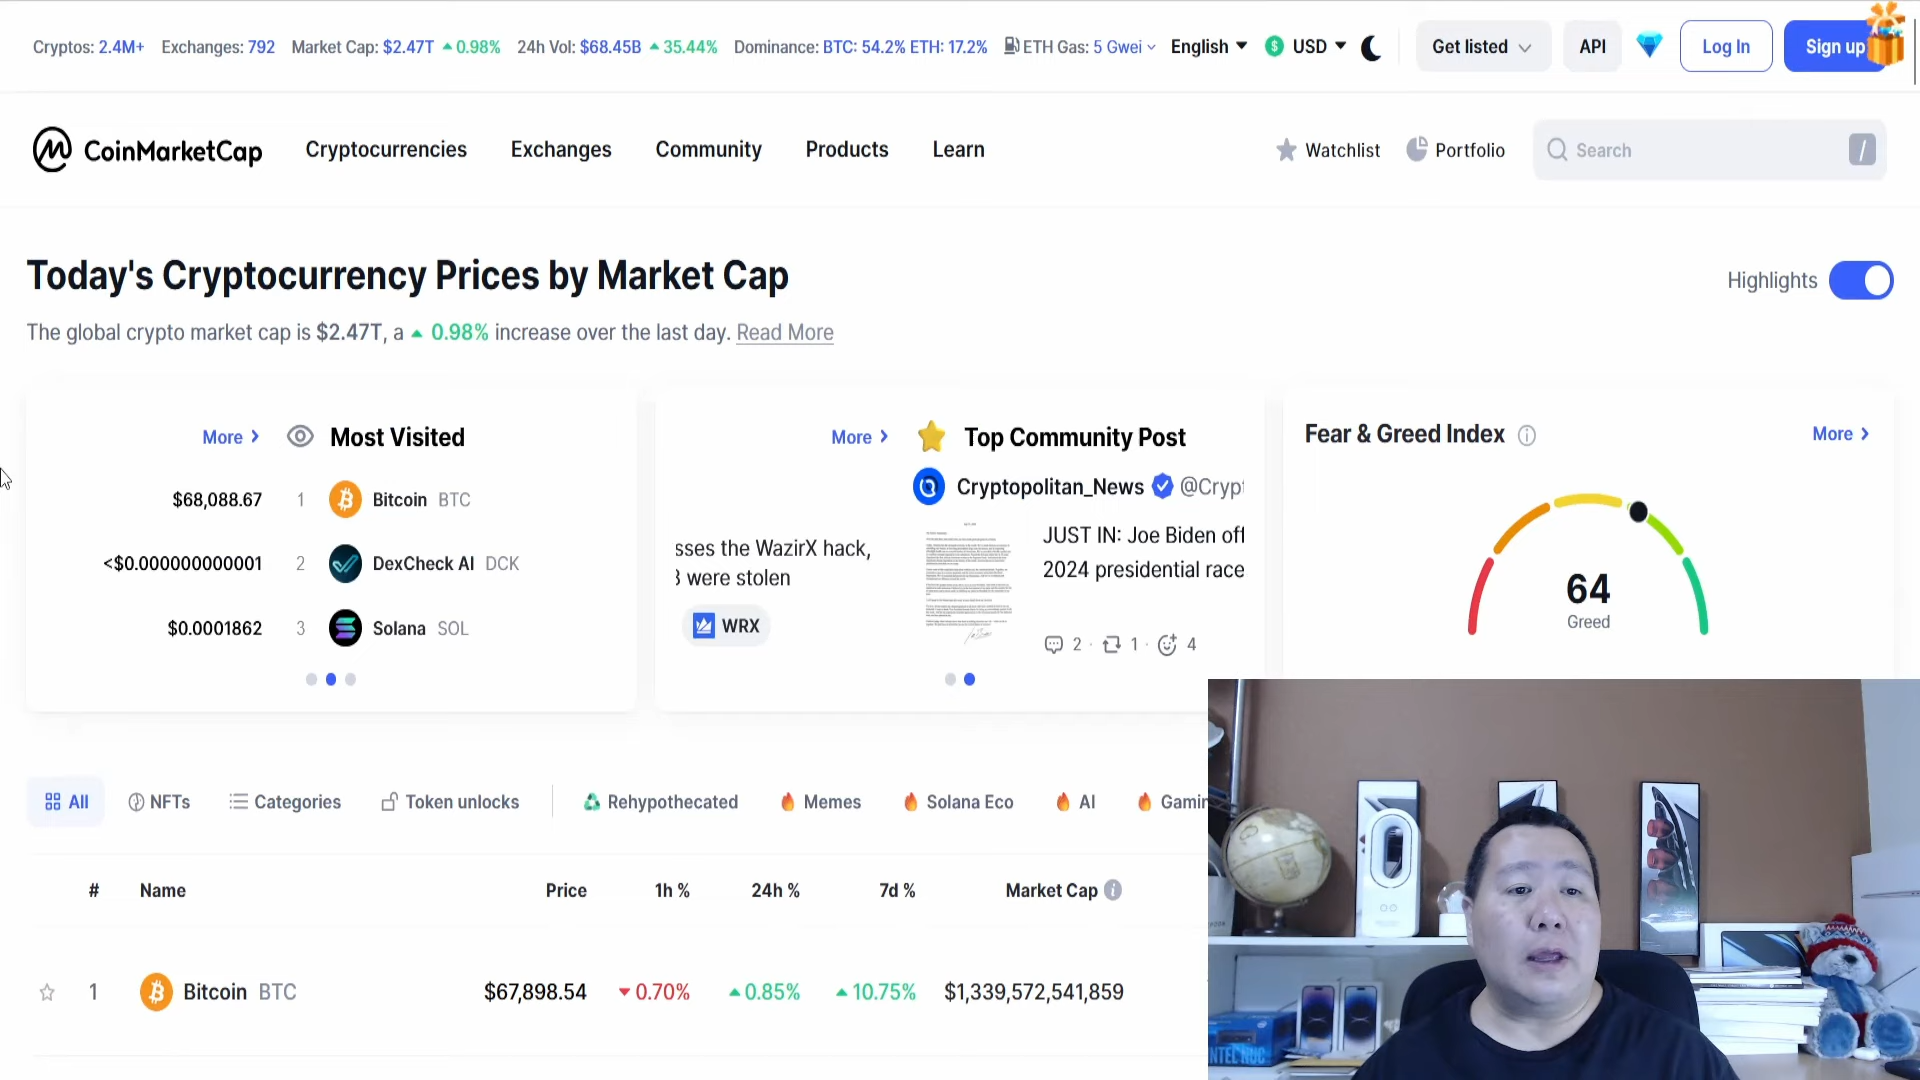 Cryptos: 2.4M+ Exchanges: 792 Market Cap: $2.47T 0.98% 24h Vol: $68.45B 35.44% Dominance: BTC: 54.2% ETH: 17.2% ETH Gas: 5 Gwei English USD Get listed API Log In Sign up
CoinMarketCap Cryptocurrencies Exchanges Community Products Learn Watchlist Portfolio Search /
Today's Cryptocurrency Prices by Market Cap
Highlights
The global crypto market cap is $2.47T, a 0.98% increase over the last day. Read More
More Most Visited
$68,088.67 1 Bitcoin BTC
<$0.000000000001 2 DexCheck AI DCK
$0.0001862 3 Solana SOL
More Top Community Post
Cryptopolitan_News @Crypt
sses the WazirX hack,
were stolen
WRX
JUST IN: Joe Biden off
2024 presidential race
2 · 1 · 4
Fear & Greed Index More
64
Greed
All NFTs Categories Token unlocks Rehypothecated Memes Solana Eco AI Gamin
# Name Price 1h % 24h % 7d % Market Cap
1 Bitcoin BTC $67,898.54 0.70% 0.85% 10.75% $1,339,572,541,859
INTEL NUC